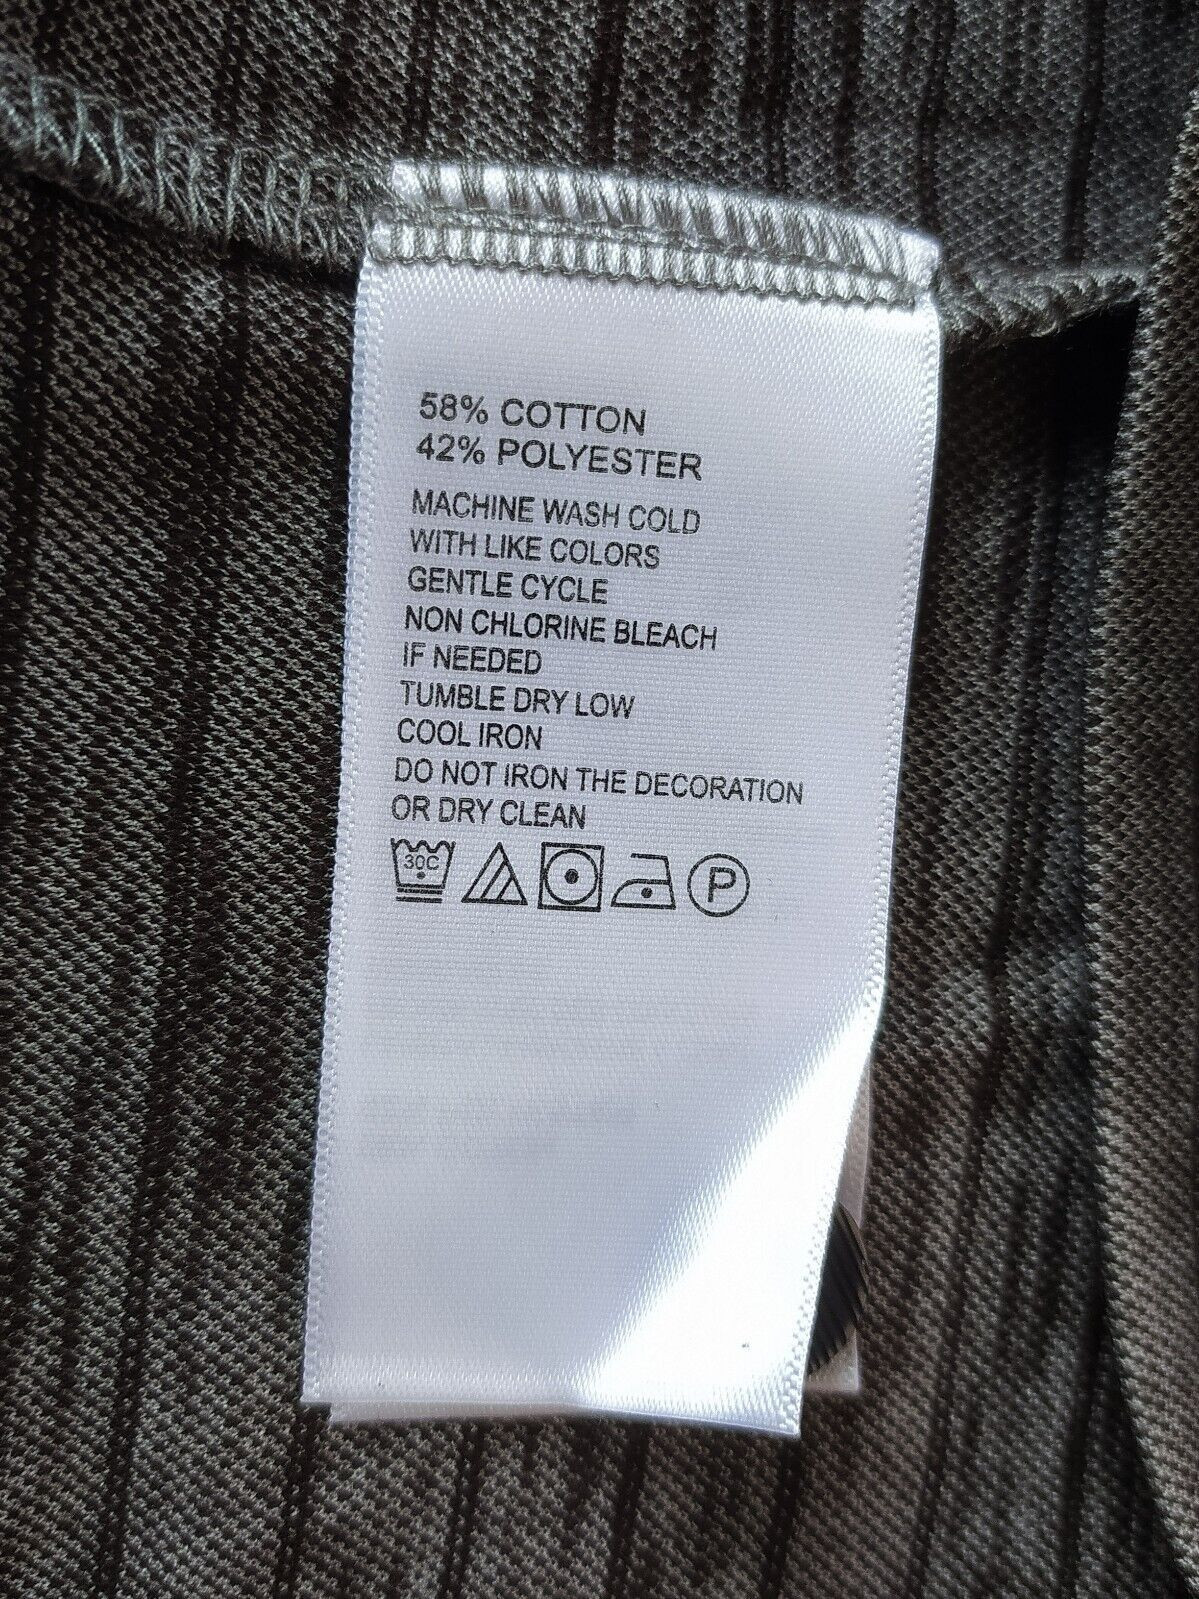 58% COTTON
42% POLYESTER
MACHINE WASH COLD
WITH LIKE COLORS
GENTLE CYCLE
NON CHLORINE BLEACH
IF NEEDED
TUMBLE DRY LOW
COOL IRON
DO NOT IRON THE DECORATION
OR DRY CLEAN
30C P